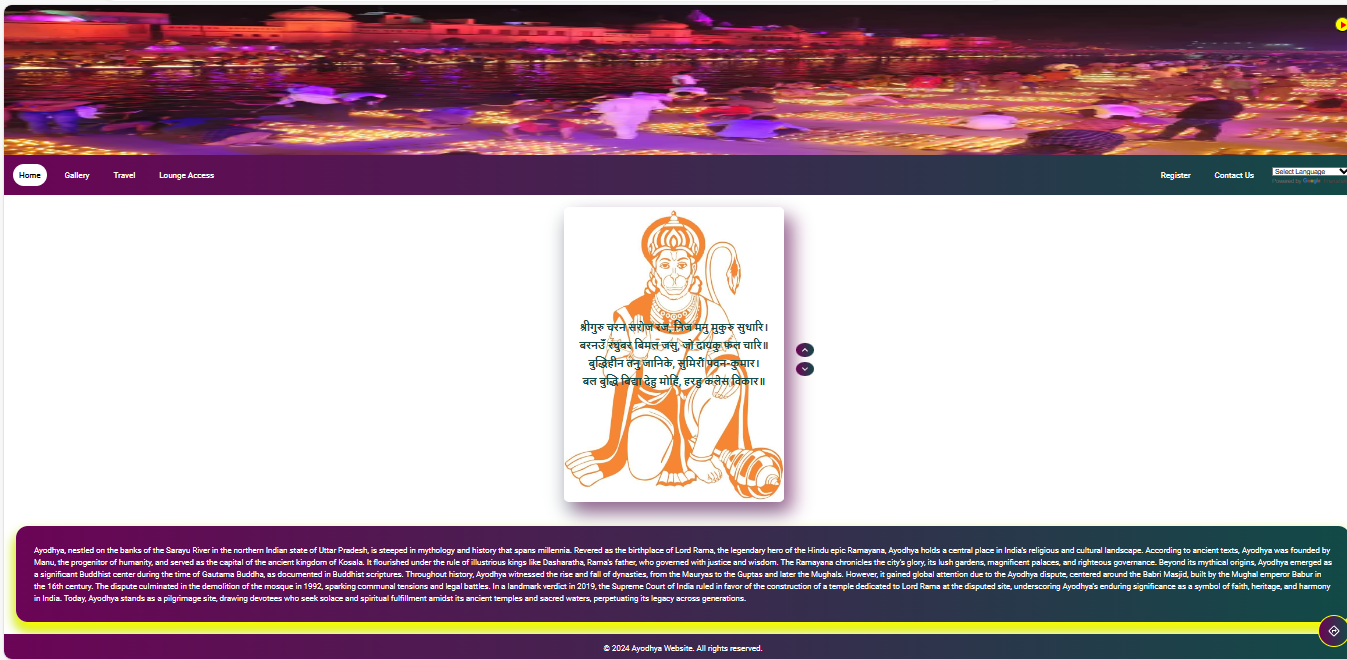 Home Gallery Travel Lounge Access Register Contact Us Select Language
Powered by Google
श्रीगुरु चरन सरोज रज, निज मनु मुकुरु सुधारि।
बरनउँ रघुबर बिमल जसु, जो दायकु फल चारि॥
बुद्धिहीन तनु जानिके, सुमिरौं पवन-कुमार।
बल बुद्धि बिद्या देहु मोहिं, हरहु कलेस विकार॥
Ayodhya, nestled on the banks of the Sarayu River in the northern Indian state of Uttar Pradesh, is steeped in mythology and history that spans millennia. Revered as the birthplace of Lord Rama, the legendary hero of the Hindu epic Ramayana, Ayodhya holds a central place in India's religious and cultural landscape. According to ancient texts, Ayodhya was founded by
Manu, the progenitor of humanity, and served as the capital of the ancient kingdom of Kosala. It flourished under the rule of illustrious kings like Dasharatha, Rama's father, who governed with justice and wisdom. The Ramayana chronicles the city's glory, its lush gardens, magnificent palaces, and righteous governance. Beyond its mythical origins, Ayodhya emerged as
a significant Buddhist center during the time of Gautama Buddha, as documented in Buddhist scriptures. Throughout history, Ayodhya witnessed the rise and fall of dynasties, from the Mauryas to the Guptas and later the Mughals. However, it gained global attention due to the Ayodhya dispute, centered around the Babri Masjid, built by the Mughal emperor Babur in
the 16th century. The dispute culminated in the demolition of the mosque in 1992, sparking communal tensions and legal battles. In a landmark verdict in 2019, the Supreme Court of India ruled in favor of the construction of a temple dedicated to Lord Rama at the disputed site, underscoring Ayodhya's enduring significance as a symbol of faith, heritage, and harmony
in India. Today, Ayodhya stands as a pilgrimage site, drawing devotees who seek solace and spiritual fulfillment amidst its ancient temples and sacred waters, perpetuating its legacy across generations.
© 2024 Ayodhya Website. All rights reserved.